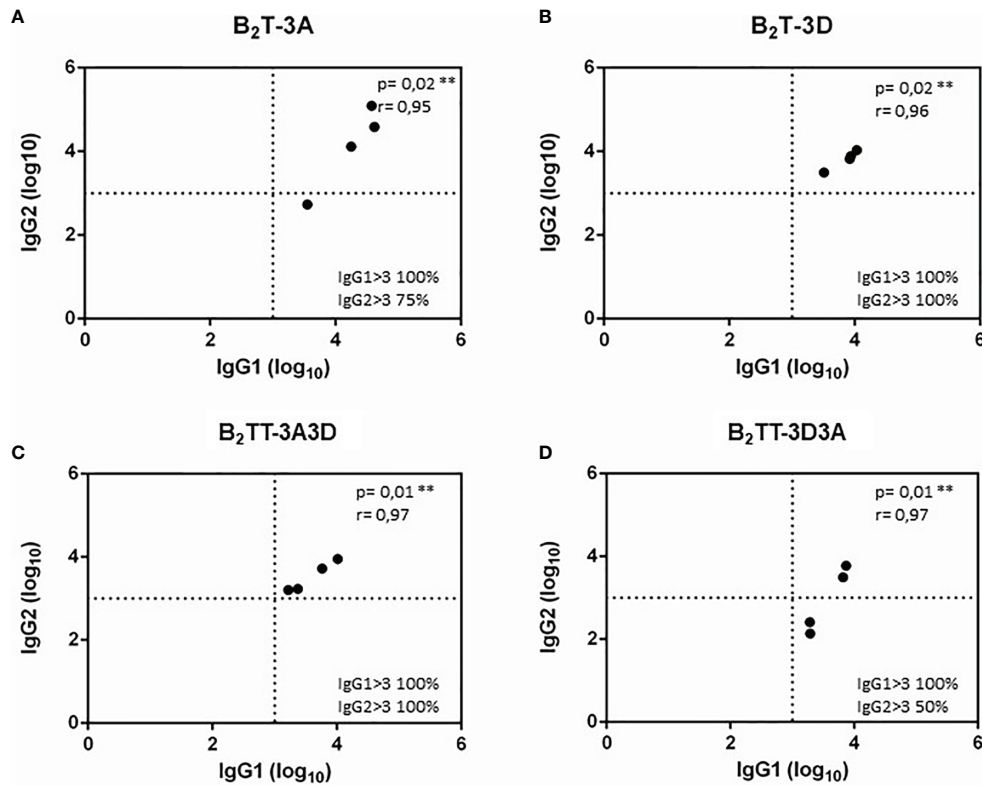 A
B₂T-3A
6
4
2
0
IgG2 (log10)
p= 0,02 **
r= 0,95
IgG1>3 100%
IgG2>3 75%
0
2
4
6
IgG1 (log₁₀)
B
B₂T-3D
6
4
2
0
IgG2 (log10)
p= 0,02 **
r= 0,96
IgG1>3 100%
IgG2>3 100%
0
2
4
6
IgG1 (log₁₀)
C
B₂TT-3A3D
6
4
2
0
IgG2 (log₁₀)
p= 0,01 **
r= 0,97
IgG1>3 100%
IgG2>3 100%
0
2
4
6
IgG1 (log₁₀)
D
B₂TT-3D3A
6
4
2
0
IgG2 (log₁₀)
p= 0,01 **
r= 0,97
IgG1>3 100%
IgG2>3 50%
0
2
4
6
IgG1 (log₁₀)